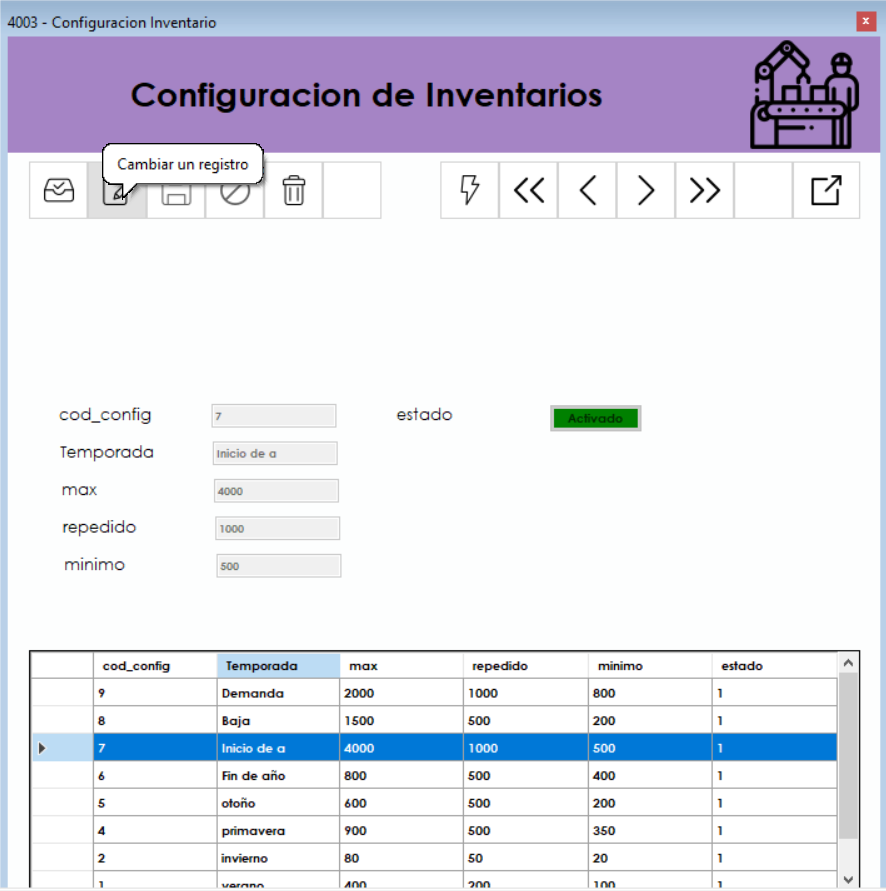 4003 - Configuracion Inventario
x
Configuracion de Inventarios
Cambiar un registro
cod_config 7 estado Activado
Temporada Inicio de a
max 4000
repedido 1000
minimo 500
cod_config Temporada max repedido minimo estado
9 Demanda 2000 1000 800 1
8 Baja 1500 500 200 1
7 Inicio de a 4000 1000 500 1
6 Fin de año 800 500 400 1
5 otoño 600 500 200 1
4 primavera 900 500 350 1
2 invierno 80 50 20 1
1 verano 400 200 100 1